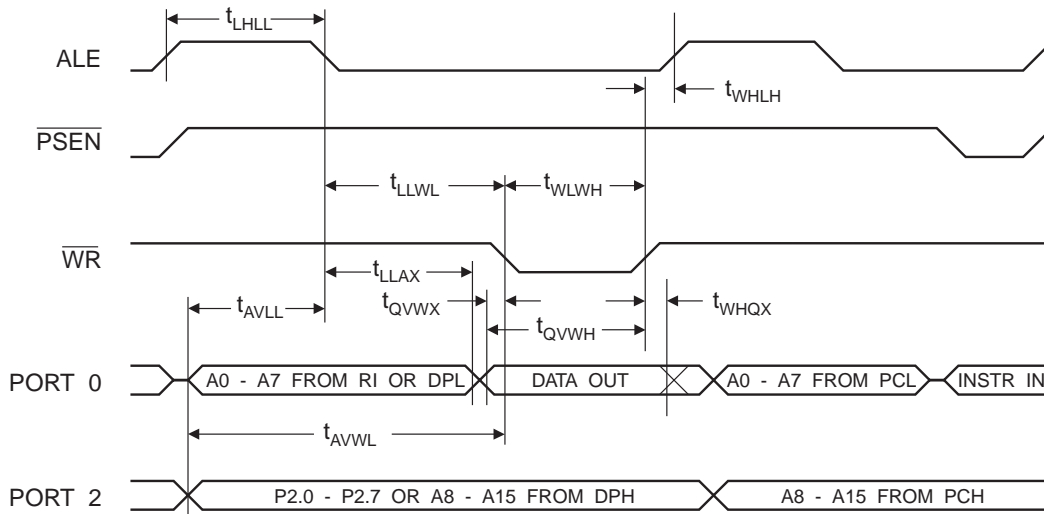 tLHLL
ALE
tWHLH
PSEN
tLLWL
tWLWH
WR
tLLAX
tAVLL
tQVWX
tWHQX
tQVWH
PORT 0
A0 - A7 FROM RI OR DPL
DATA OUT
A0 - A7 FROM PCL
INSTR IN
tAVWL
PORT 2
P2.0 - P2.7 OR A8 - A15 FROM DPH
A8 - A15 FROM PCH